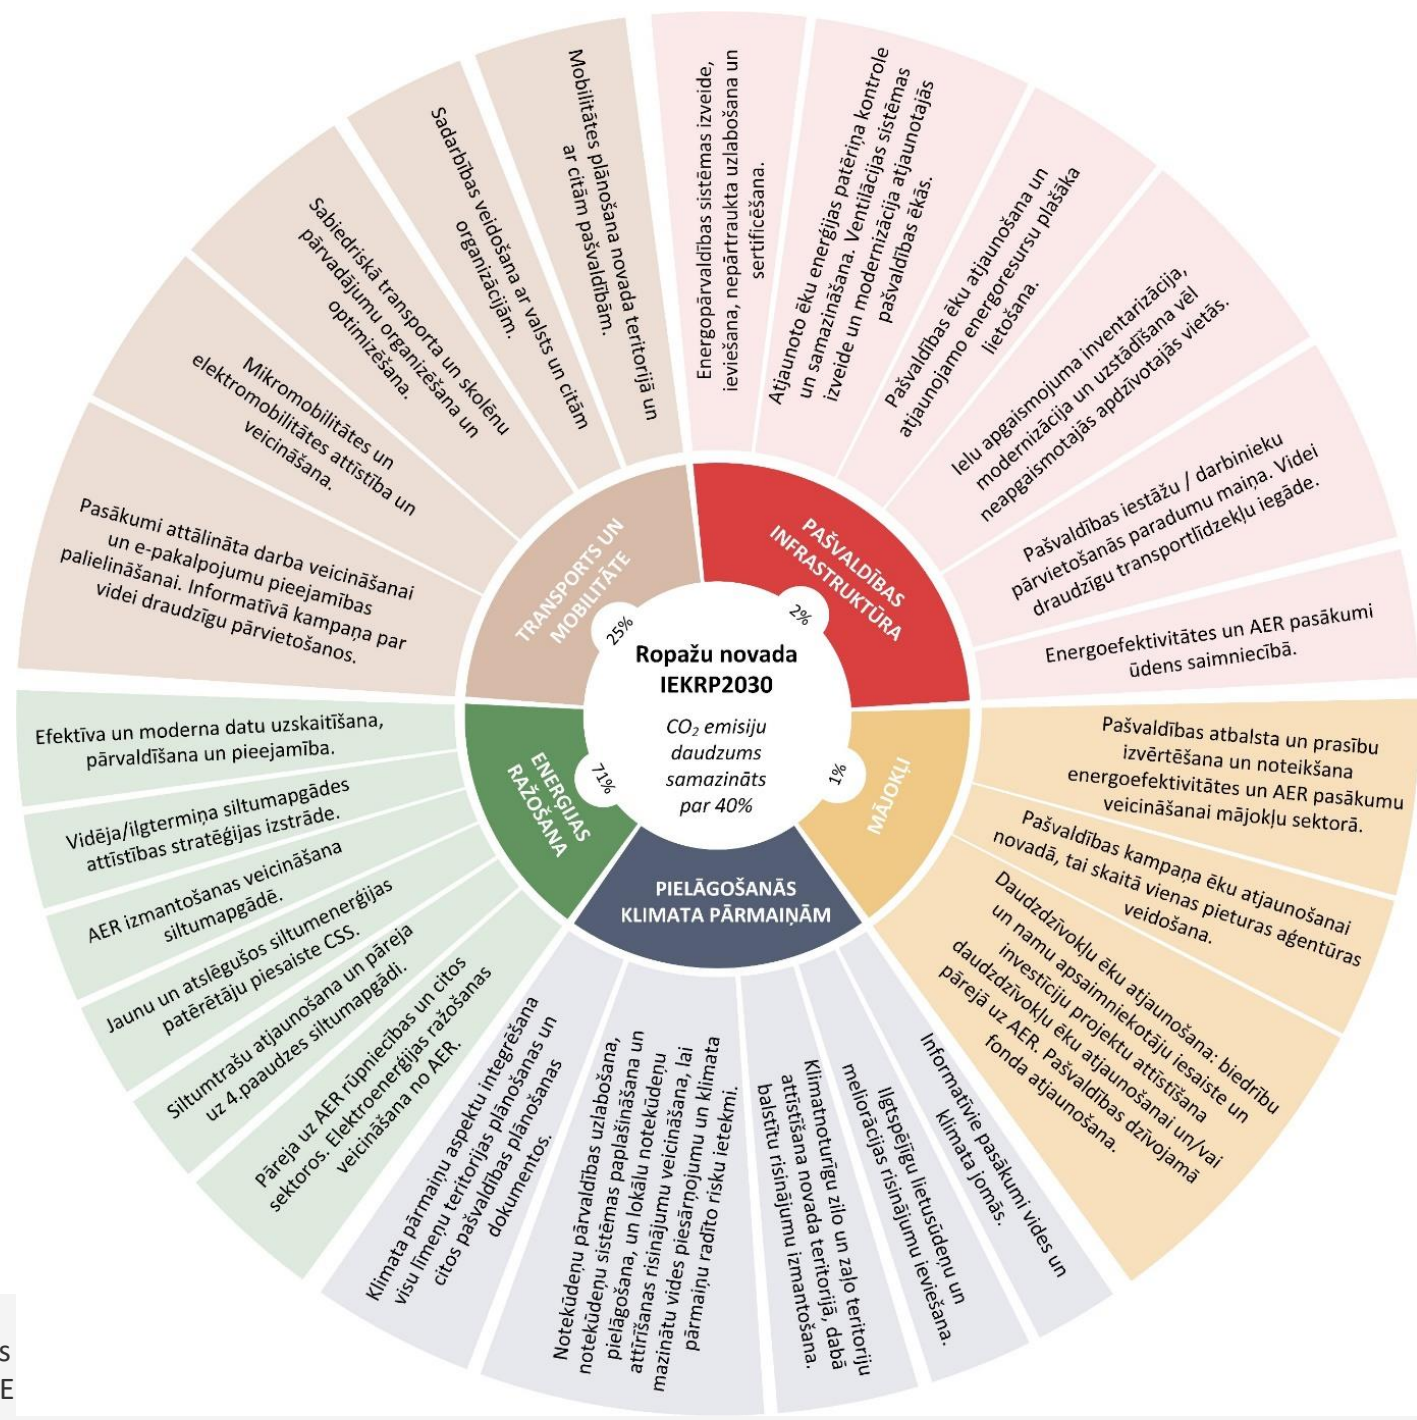 Ropažu novada
IEKRP2030
CO₂ emisiju
daudzums
samazināts
par 40%
PAŠVALDĪBAS
INFRASTRUKTŪRA
2%
Energopārvaldības sistēmas izveide,
ieviešana, nepārtraukta uzlabošana un
sertificēšana.
Atjaunoto ēku enerģijas patēriņa kontrole
un samazināšana. Ventilācijas sistēmas
izveide un modernizācija atjaunotajās
pašvaldības ēkās.
Pašvaldības ēku atjaunošana un
atjaunojamo energoresursu plašāka
lietošana.
Ielu apgaismojuma inventarizācija,
modernizācija un uzstādīšana vēl
neapgaismotajās apdzīvotajās vietās.
Pašvaldības iestāžu / darbinieku
pārvietošanās paradumu maiņa. Videi
draudzīgu transportlīdzekļu iegāde.
Energoefektivitātes un AER pasākumi
ūdens saimniecībā.
MĀJOKĻI
1%
Pašvaldības atbalsta un prasību
izvērtēšana un noteikšana
energoefektivitātes un AER pasākumu
veicināšanai mājokļu sektorā.
Pašvaldības kampaņa ēku atjaunošanai
novadā, tai skaitā vienas pieturas aģentūras
veidošana.
Daudzdzīvokļu ēku atjaunošana: biedrību
un namu apsaimniekotāju iesaiste un
investīciju projektu attīstīšana
daudzdzīvokļu ēku atjaunošanai un/vai
pārejā uz AER. Pašvaldības dzīvojamā
fonda atjaunošana.
PIELĀGOŠANĀS
KLIMATA PĀRMAIŅĀM
Informatīvie pasākumi vides un
klimata jomās.
Ilgtspējīgu lietusūdeņu un
meliorācijas risinājumu ieviešana.
Klimatnoturīgu zilo un zaļo teritoriju
attīstīšana novada teritorijā, dabā
balstītu risinājumu izmantošana.
Notekūdeņu pārvaldības uzlabošana,
notekūdeņu sistēmas paplašināšana un
pielāgošana, un lokālu notekūdeņu
attīrīšanas risinājumu veicināšana, lai
mazinātu vides piesārņojumu un klimata
pārmaiņu radīto risku ietekmi.
Klimata pārmaiņu aspektu integrēšana
visu līmeņu teritorijas plānošanas un
citos pašvaldības plānošanas
dokumentos.
ENERĢIJAS
RAŽOŠANA
71%
Pāreja uz AER rūpniecības un citos
sektoros. Elektroenerģijas ražošanas
veicināšana no AER.
Siltumtrašu atjaunošana un pāreja
uz 4.paaudzes siltumapgādi.
Jaunu un atslēgušos siltumenerģijas
patērētāju piesaiste CSS.
AER izmantošanas veicināšana
siltumapgādē.
Vidēja/ilgtermiņa siltumapgādes
attīstības stratēģijas izstrāde.
Efektīva un moderna datu uzskaitīšana,
pārvaldīšana un pieejamība.
TRANSPORTS UN
MOBILITĀTE
25%
Pasākumi attālināta darba veicināšanai
un e-pakalpojumu pieejamības
palielināšanai. Informatīvā kampaņa par
videi draudzīgu pārvietošanos.
Mikromobilitātes un
elektromobilitātes attīstība un
veicināšana.
Sabiedriskā transporta un skolēnu
pārvadājumu organizēšana un
optimizēšana.
Sadarbības veidošana ar valsts un citām
organizācijām.
Mobilitātes plānošana novada teritorijā un
ar citām pašvaldībām.
s
E